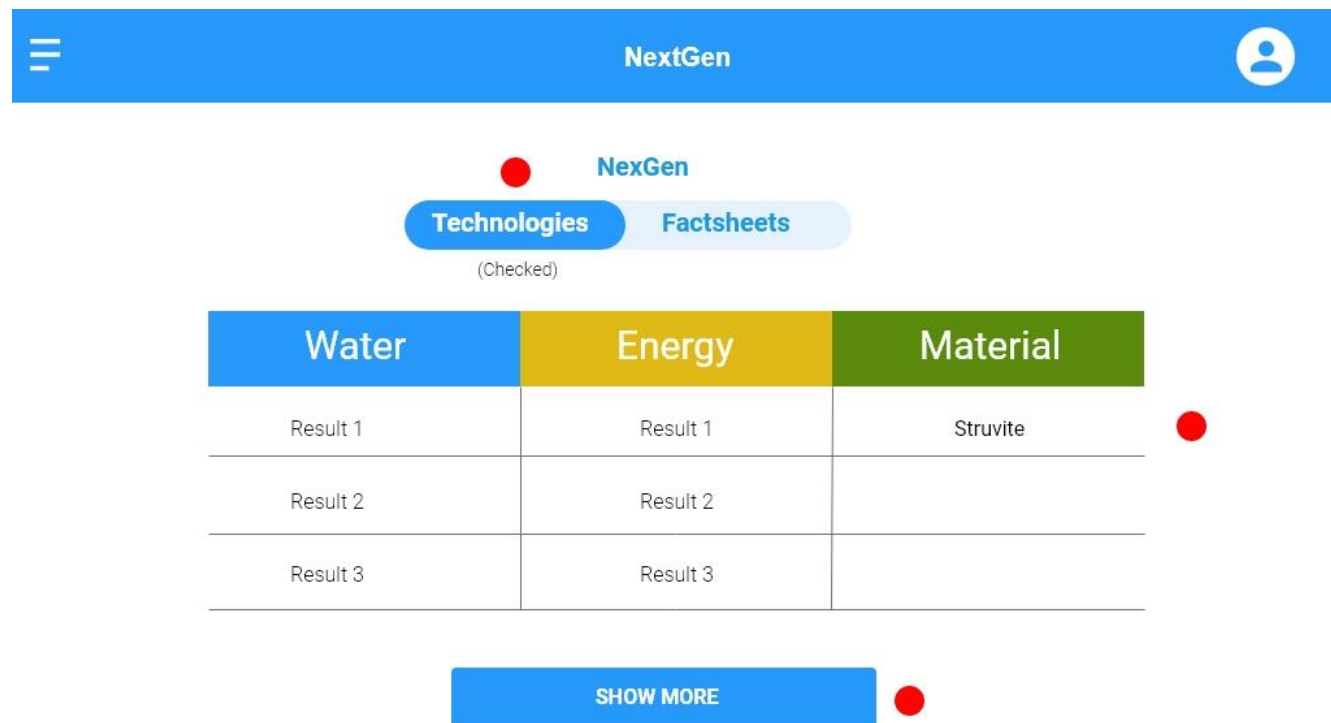 NextGen
NexGen
Technologies Factsheets
(Checked)
Water Energy Material
Result 1 Result 1 Struvite
Result 2 Result 2
Result 3 Result 3
SHOW MORE